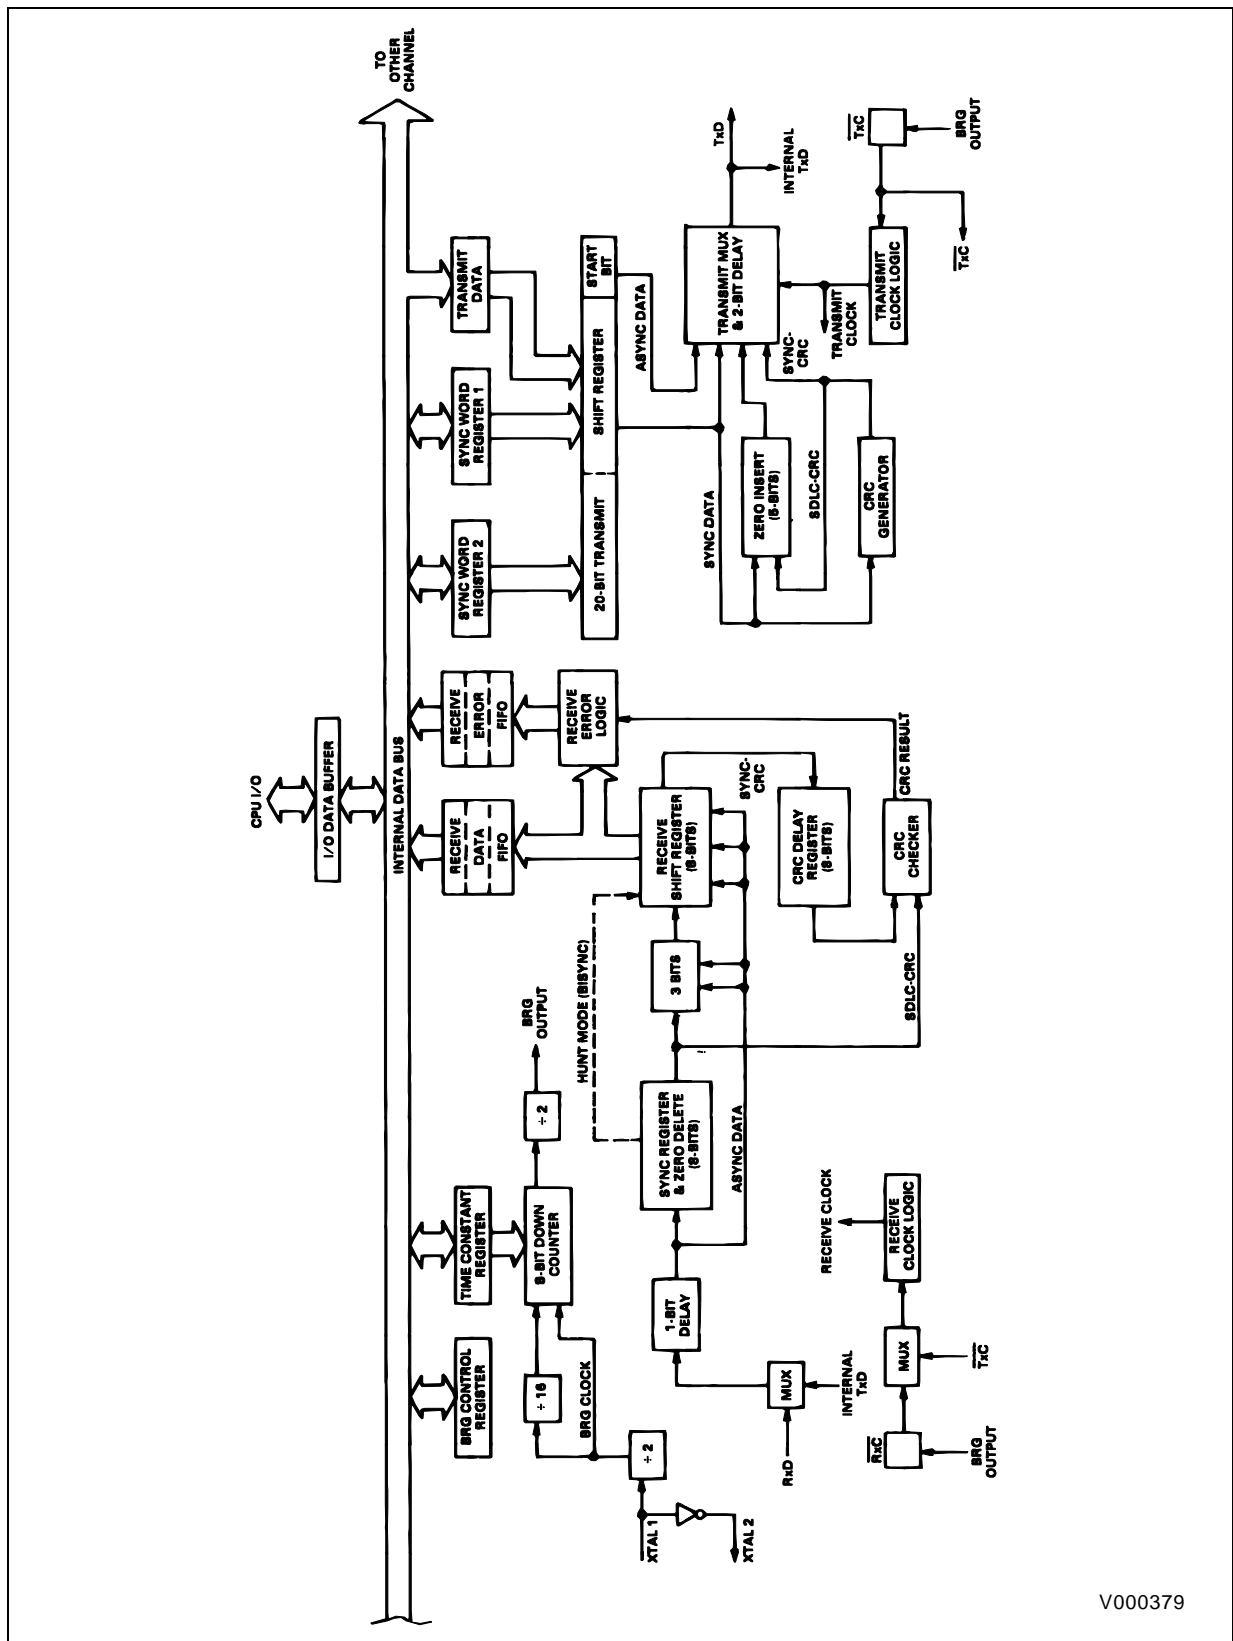 CPU I/O
I/O DATA BUFFER
INTERNAL DATA BUS
TO
OTHER
CHANNEL
BRG CONTROL
REGISTER
TIME CONSTANT
REGISTER
RECEIVE
DATA
FIFO
RECEIVE
ERROR
FIFO
SYNC WORD
REGISTER 2
SYNC WORD
REGISTER 1
TRANSMIT
DATA
÷ 16
8-BIT DOWN
COUNTER
÷ 2
BRG
OUTPUT
BRG CLOCK
÷ 2
XTAL 1
XTAL 2
HUNT MODE (BISYNC)
RECEIVE
ERROR
LOGIC
20-BIT TRANSMIT
SHIFT REGISTER
START
BIT
1-BIT
DELAY
SYNC REGISTER
& ZERO DELETE
(8-BITS)
3 BITS
RECEIVE
SHIFT REGISTER
(8-BITS)
ASYNC DATA
ASYNC DATA
SYNC DATA
SYNC-
CRC
TRANSMIT MUX
& 2-BIT DELAY
TxD
INTERNAL
TxD
RxD
MUX
INTERNAL
TxD
CRC DELAY
REGISTER
(8-BITS)
ZERO INSERT
(5-BITS)
SYNC-
CRC
SDLC-CRC
RECEIVE CLOCK
TRANSMIT
CLOCK
R̅x̅C̅
MUX
RECEIVE
CLOCK LOGIC
CRC
CHECKER
CRC RESULT
SDLC-CRC
CRC
GENERATOR
TRANSMIT
CLOCK LOGIC
T̅x̅C̅
BRG
OUTPUT
T̅x̅C̅
T̅x̅C̅
BRG
OUTPUT
V000379